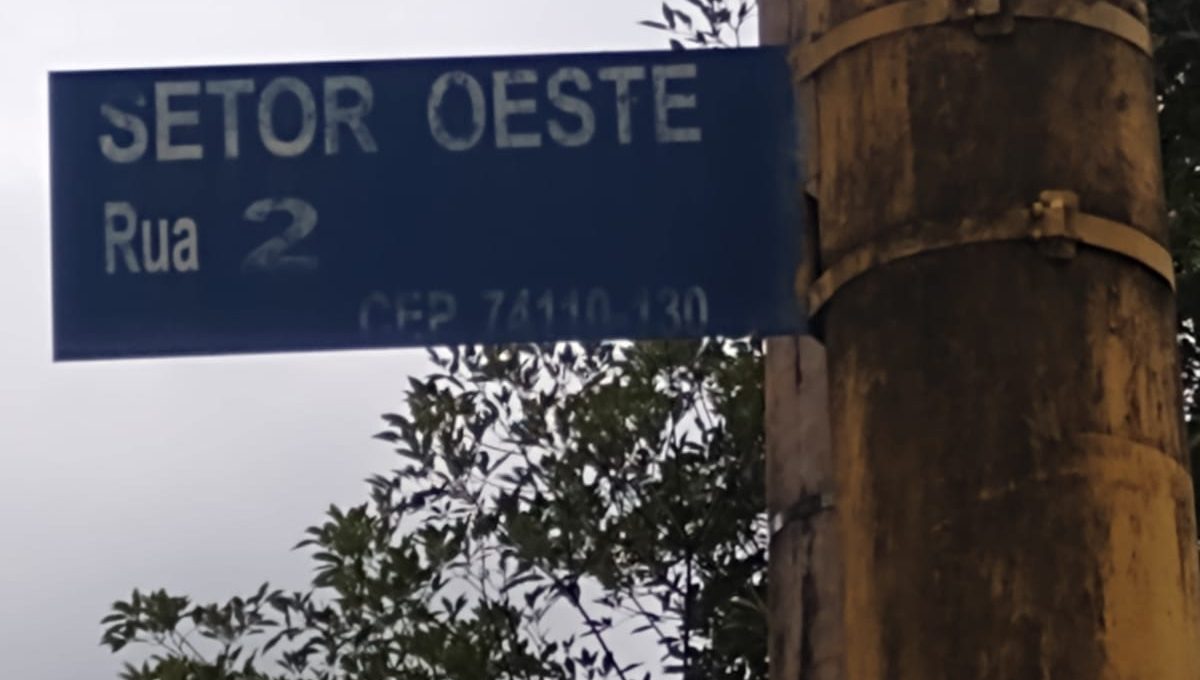 SETOR OESTE
Rua 2
CEP 74110-130